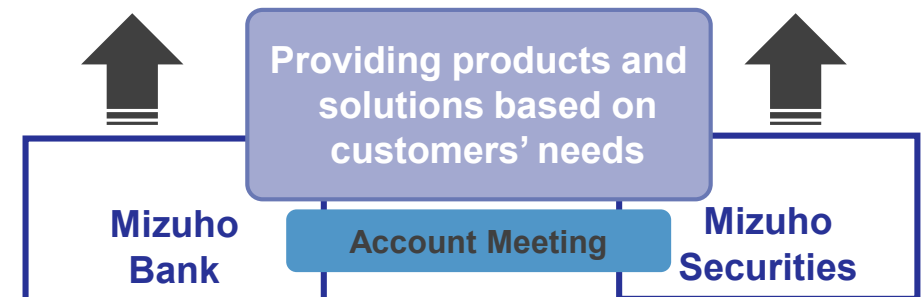 Providing products and
solutions based on
customers’ needs
Mizuho
Bank
Account Meeting
Mizuho
Securities